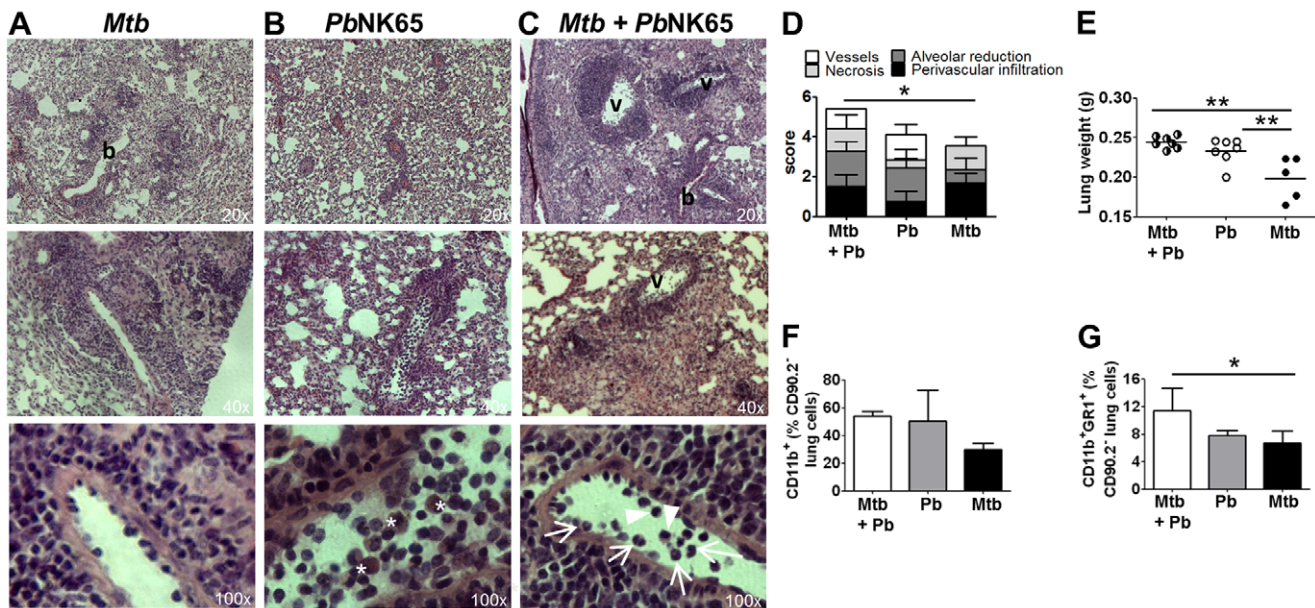 A Mtb
B PbNK65
C Mtb + PbNK65
b
20x
20x
v
v
b
20x
40x
40x
v
40x
100x
*
*
*
100x
100x
D
Vessels
Necrosis
Alveolar reduction
Perivascular infiltration
*
score
6
4
2
0
Mtb
+ Pb
Pb
Mtb
E
**
**
Lung weight (g)
0.30
0.25
0.20
0.15
Mtb
+ Pb
Pb
Mtb
F
CD11b⁺ (% CD90.2⁻
lung cells)
80
60
40
20
0
Mtb
+ Pb
Pb
Mtb
G
*
CD11b⁺GR1⁺ (%
CD90.2⁻ lung cells)
16
12
8
4
0
Mtb
+ Pb
Pb
Mtb